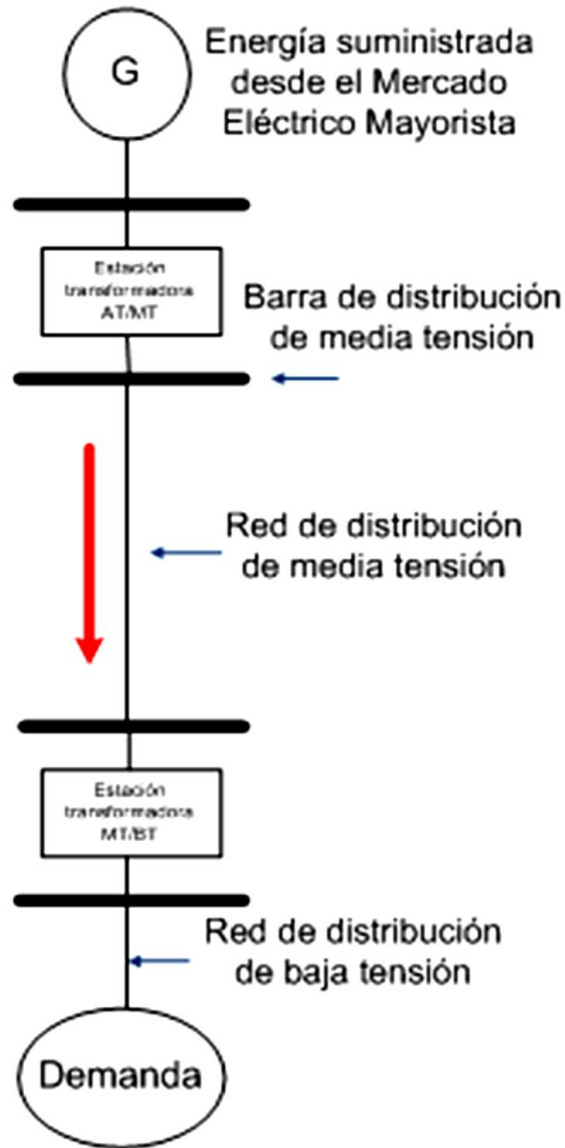 G
Energía suministrada
desde el Mercado
Eléctrico Mayorista
Estación
transformadora
AT/MT
Barra de distribución
de media tensión
Red de distribución
de media tensión
Estación
transformadora
MT/BT
Red de distribución
de baja tensión
Demanda